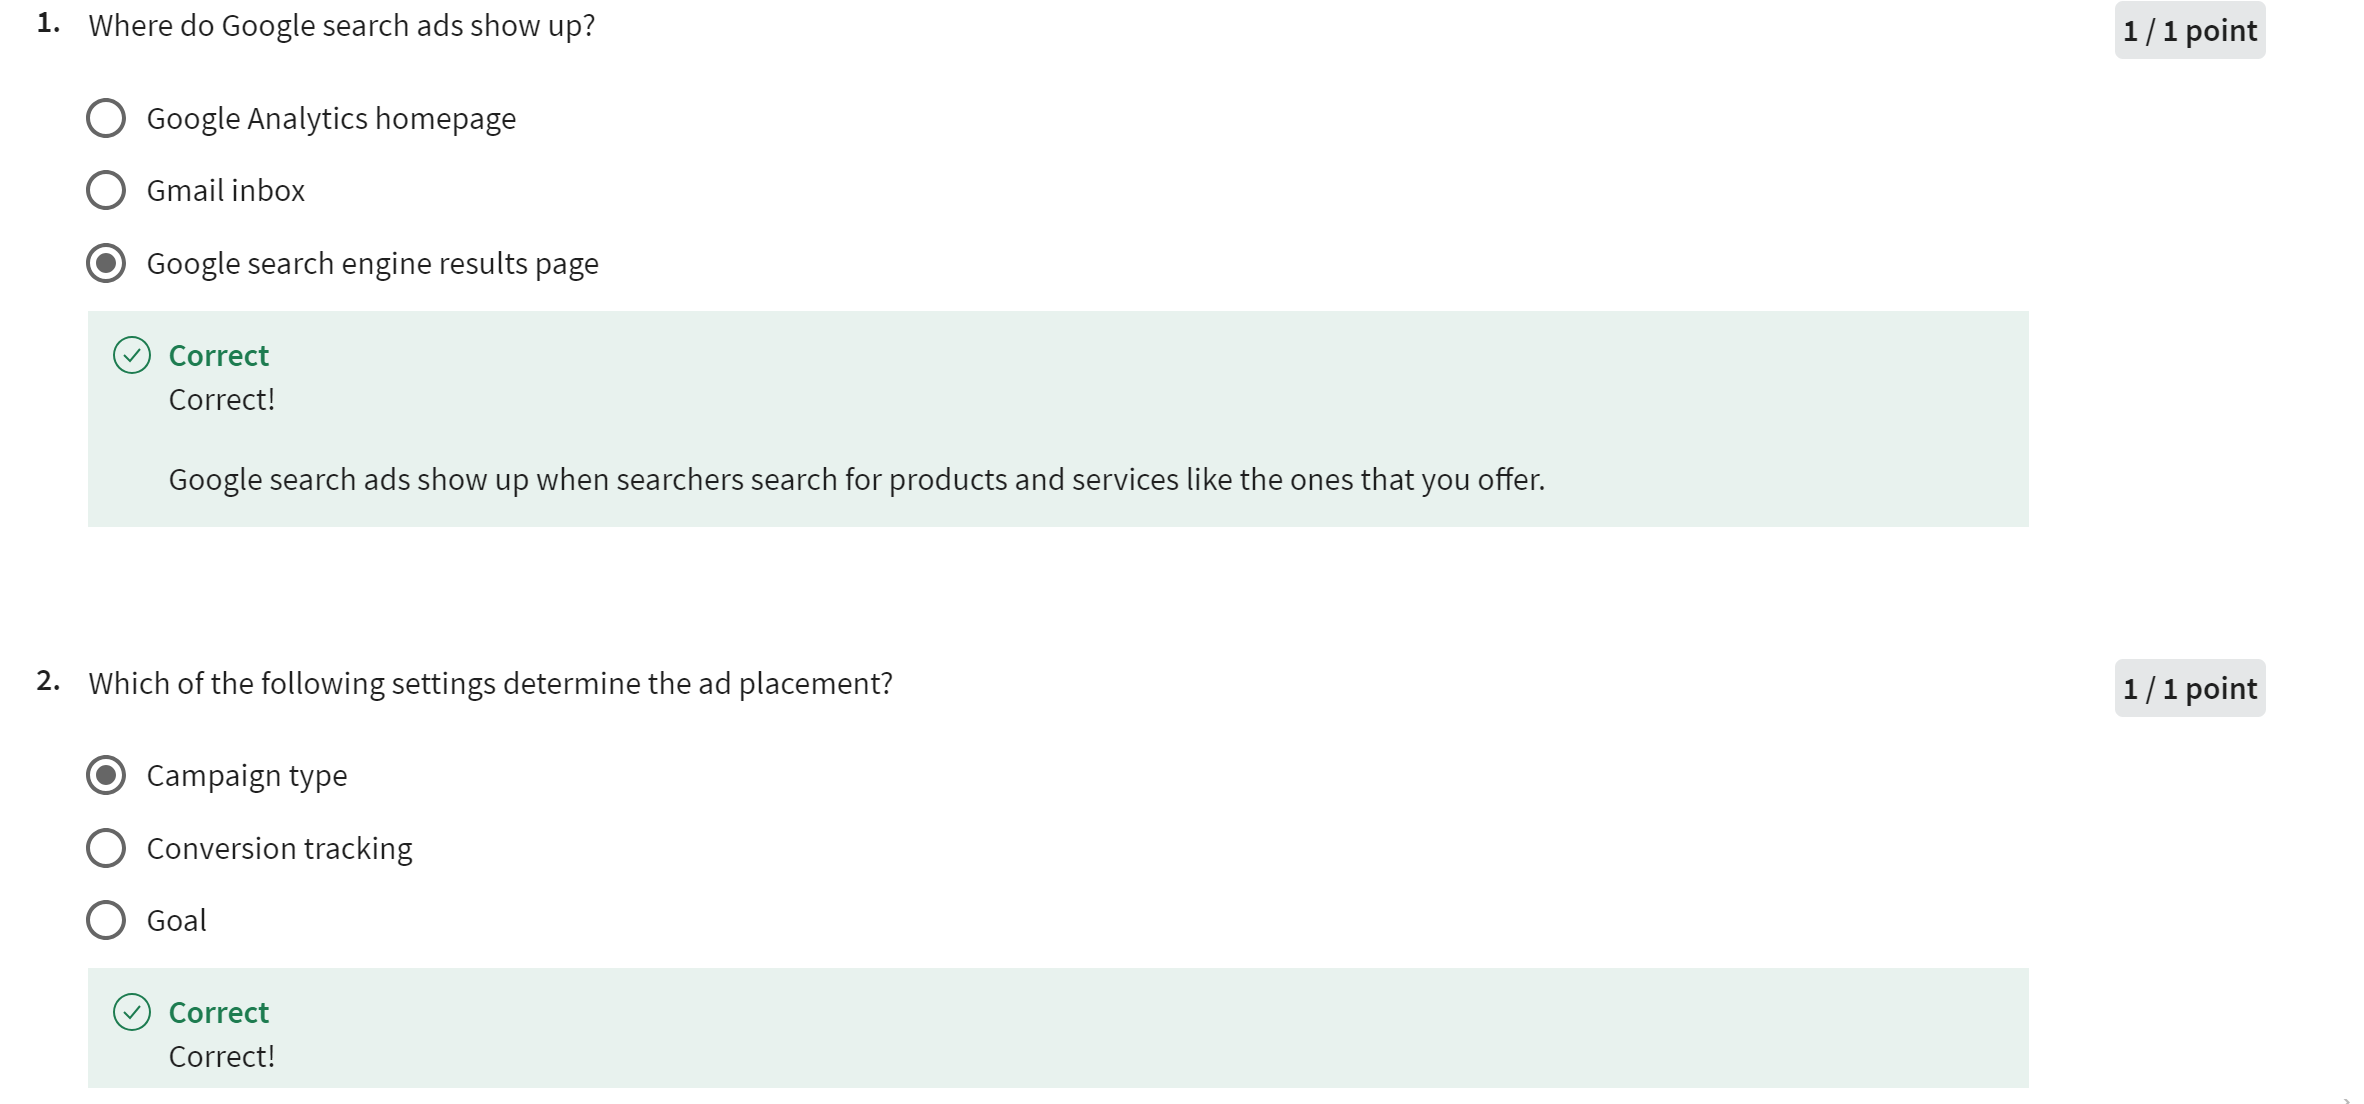 1. Where do Google search ads show up?
1 / 1 point
Google Analytics homepage
Gmail inbox
Google search engine results page
Correct
Correct!
Google search ads show up when searchers search for products and services like the ones that you offer.
2. Which of the following settings determine the ad placement?
1 / 1 point
Campaign type
Conversion tracking
Goal
Correct
Correct!